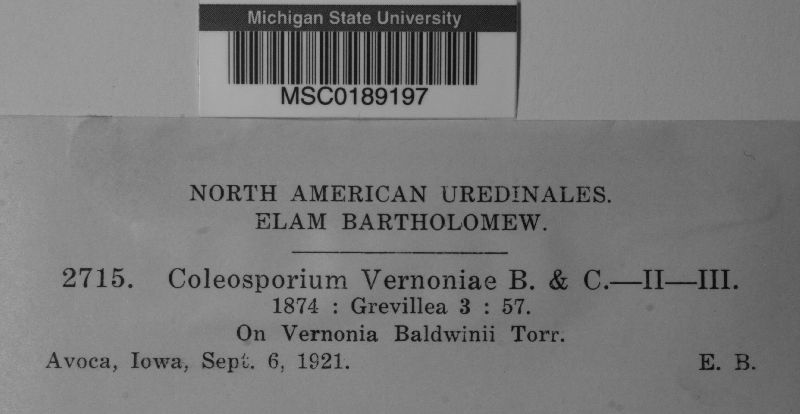 Michigan State University
MSC0189197
NORTH AMERICAN UREDINALES.
ELAM BARTHOLOMEW.
2715. Coleosporium Vernoniae B. & C.—II—III.
1874 : Grevillea 3 : 57.
On Vernonia Baldwinii Torr.
Avoca, Iowa, Sept. 6, 1921. E. B.